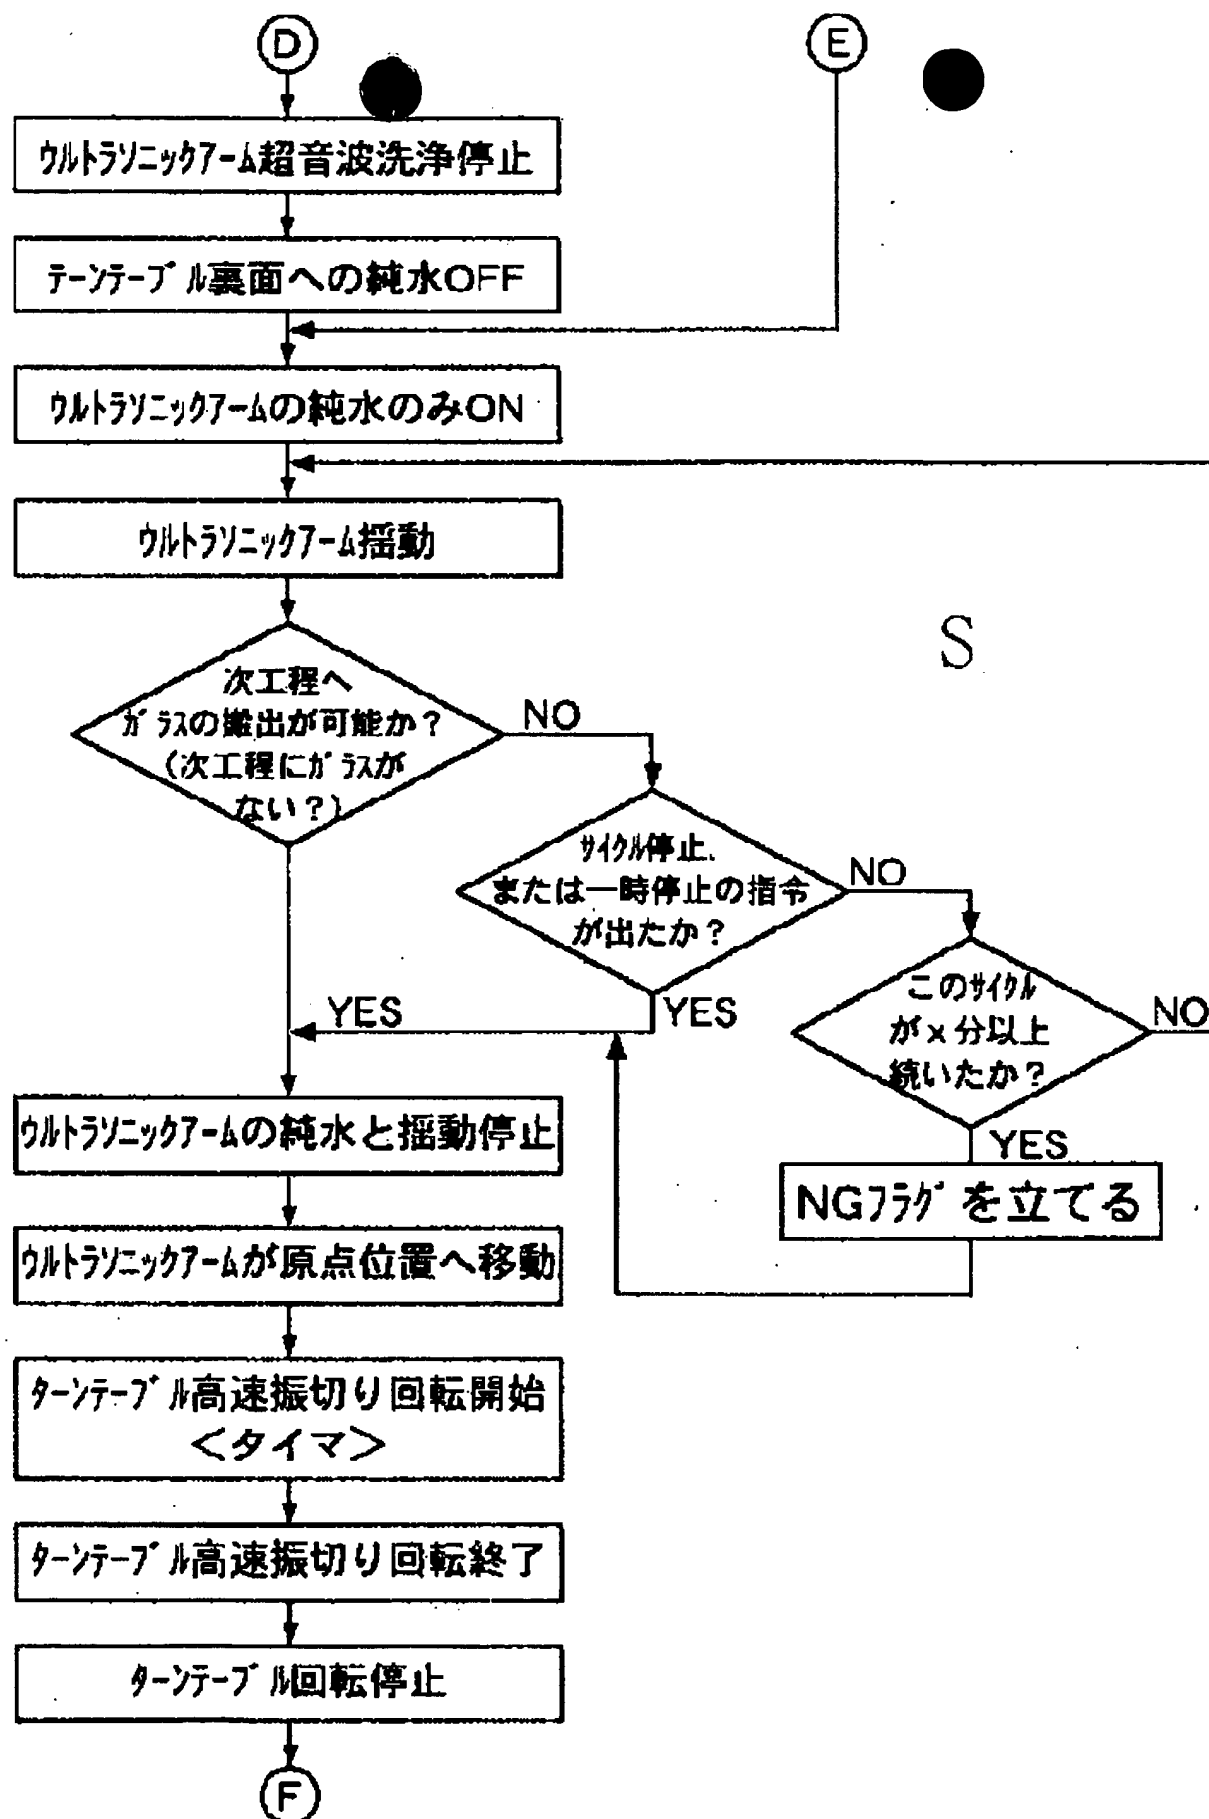 D
E
ウルトラソニックアーム超音波洗浄停止
テーンテーブル裏面への純水OFF
ウルトラソニックアームの純水のみON
ウルトラソニックアーム揺動
S
次工程へ
ガラスの搬出が可能か?
(次工程にガラスが
ない?)
NO
サイクル停止、
または一時停止の指令
が出たか?
NO
YES
YES
このサイクル
がx分以上
続いたか?
NO
YES
NGフラグを立てる
ウルトラソニックアームの純水と揺動停止
ウルトラソニックアームが原点位置へ移動
ターンテーブル高速振切り回転開始
<タイマ>
ターンテーブル高速振切り回転終了
ターンテーブル回転停止
F